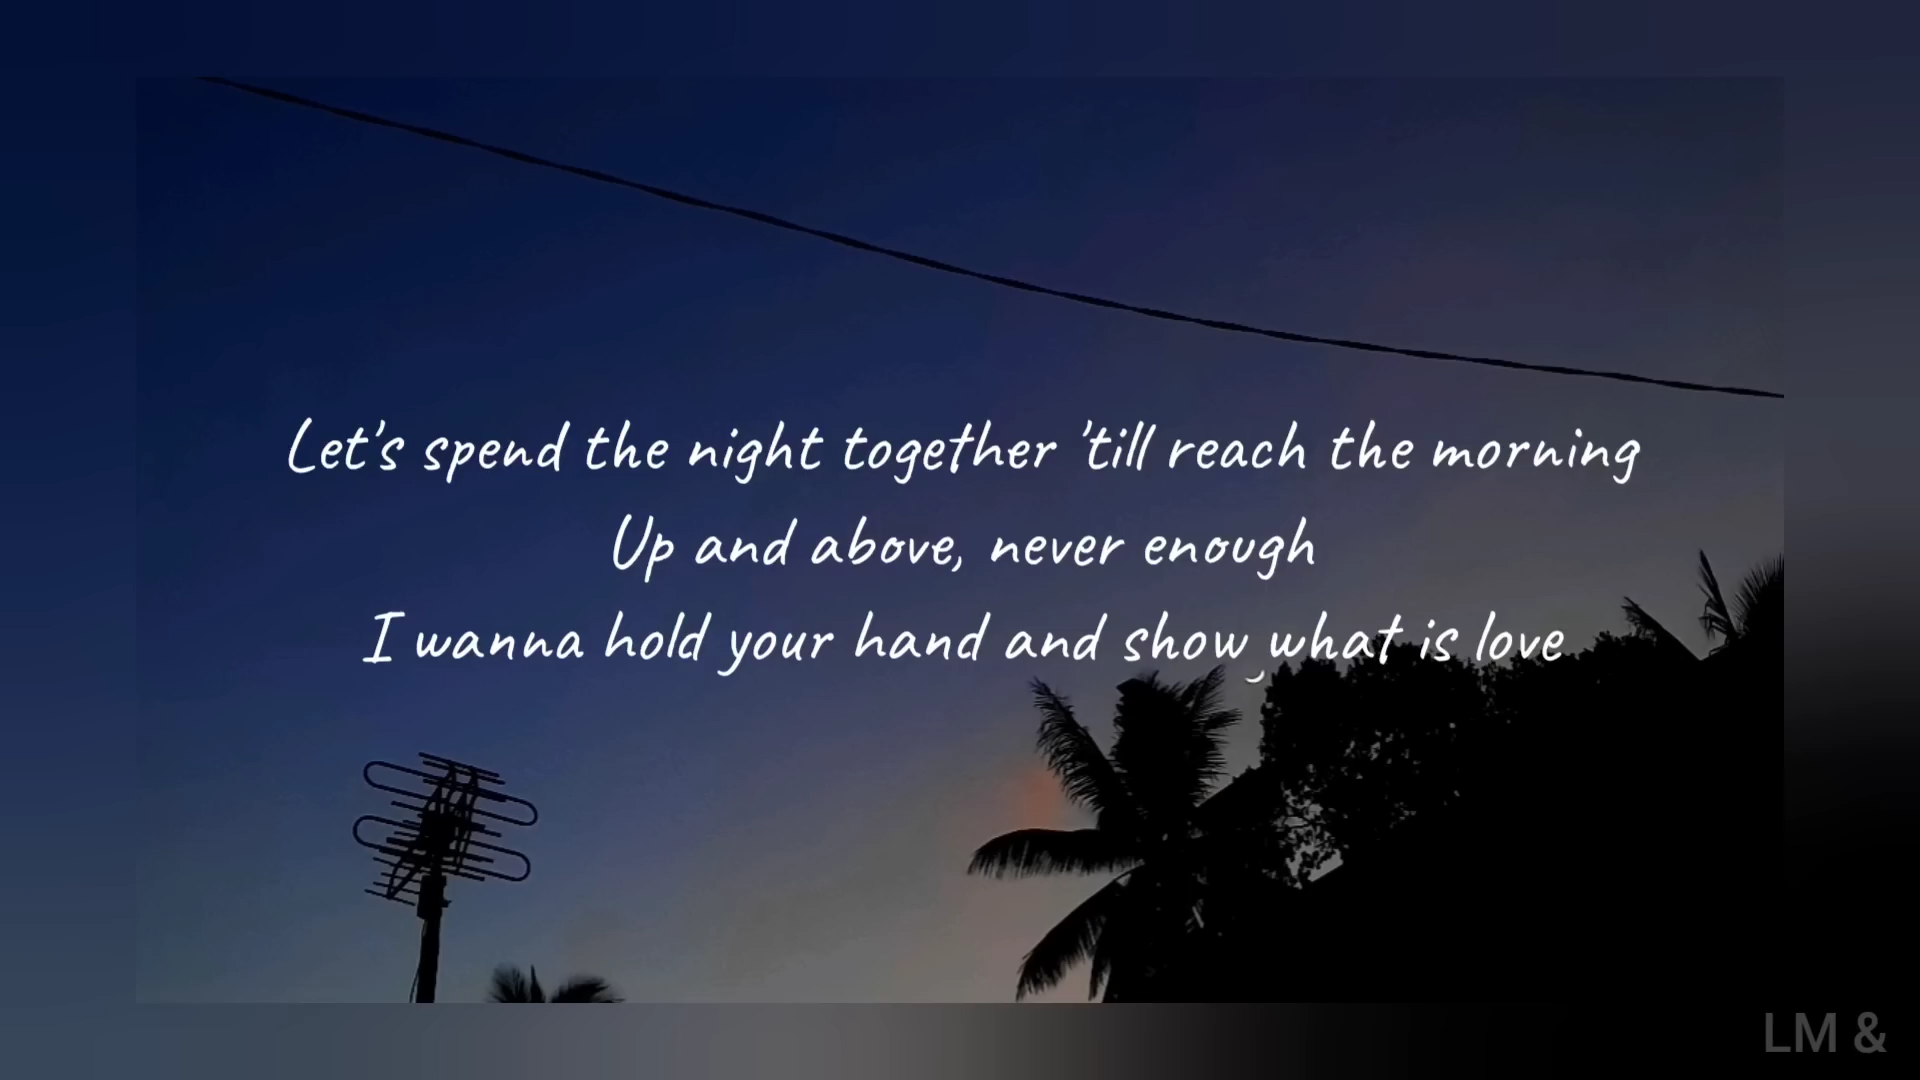 Let's spend the night together 'till reach the morning
Up and above, never enough
I wanna hold your hand and show what is love
LM &